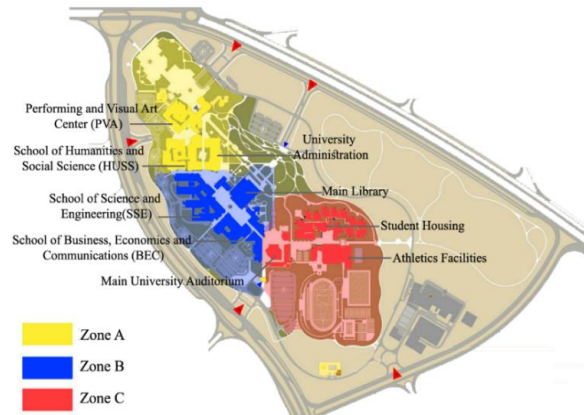 Performing and Visual Art
Center (PVA)
School of Humanities and
Social Science (HUSS)
University
Administration
School of Science and
Engineering(SSE)
Main Library
Student Housing
School of Business, Economics and
Communications (BEC)
Athletics Facilities
Main University Auditorium
Zone A
Zone B
Zone C